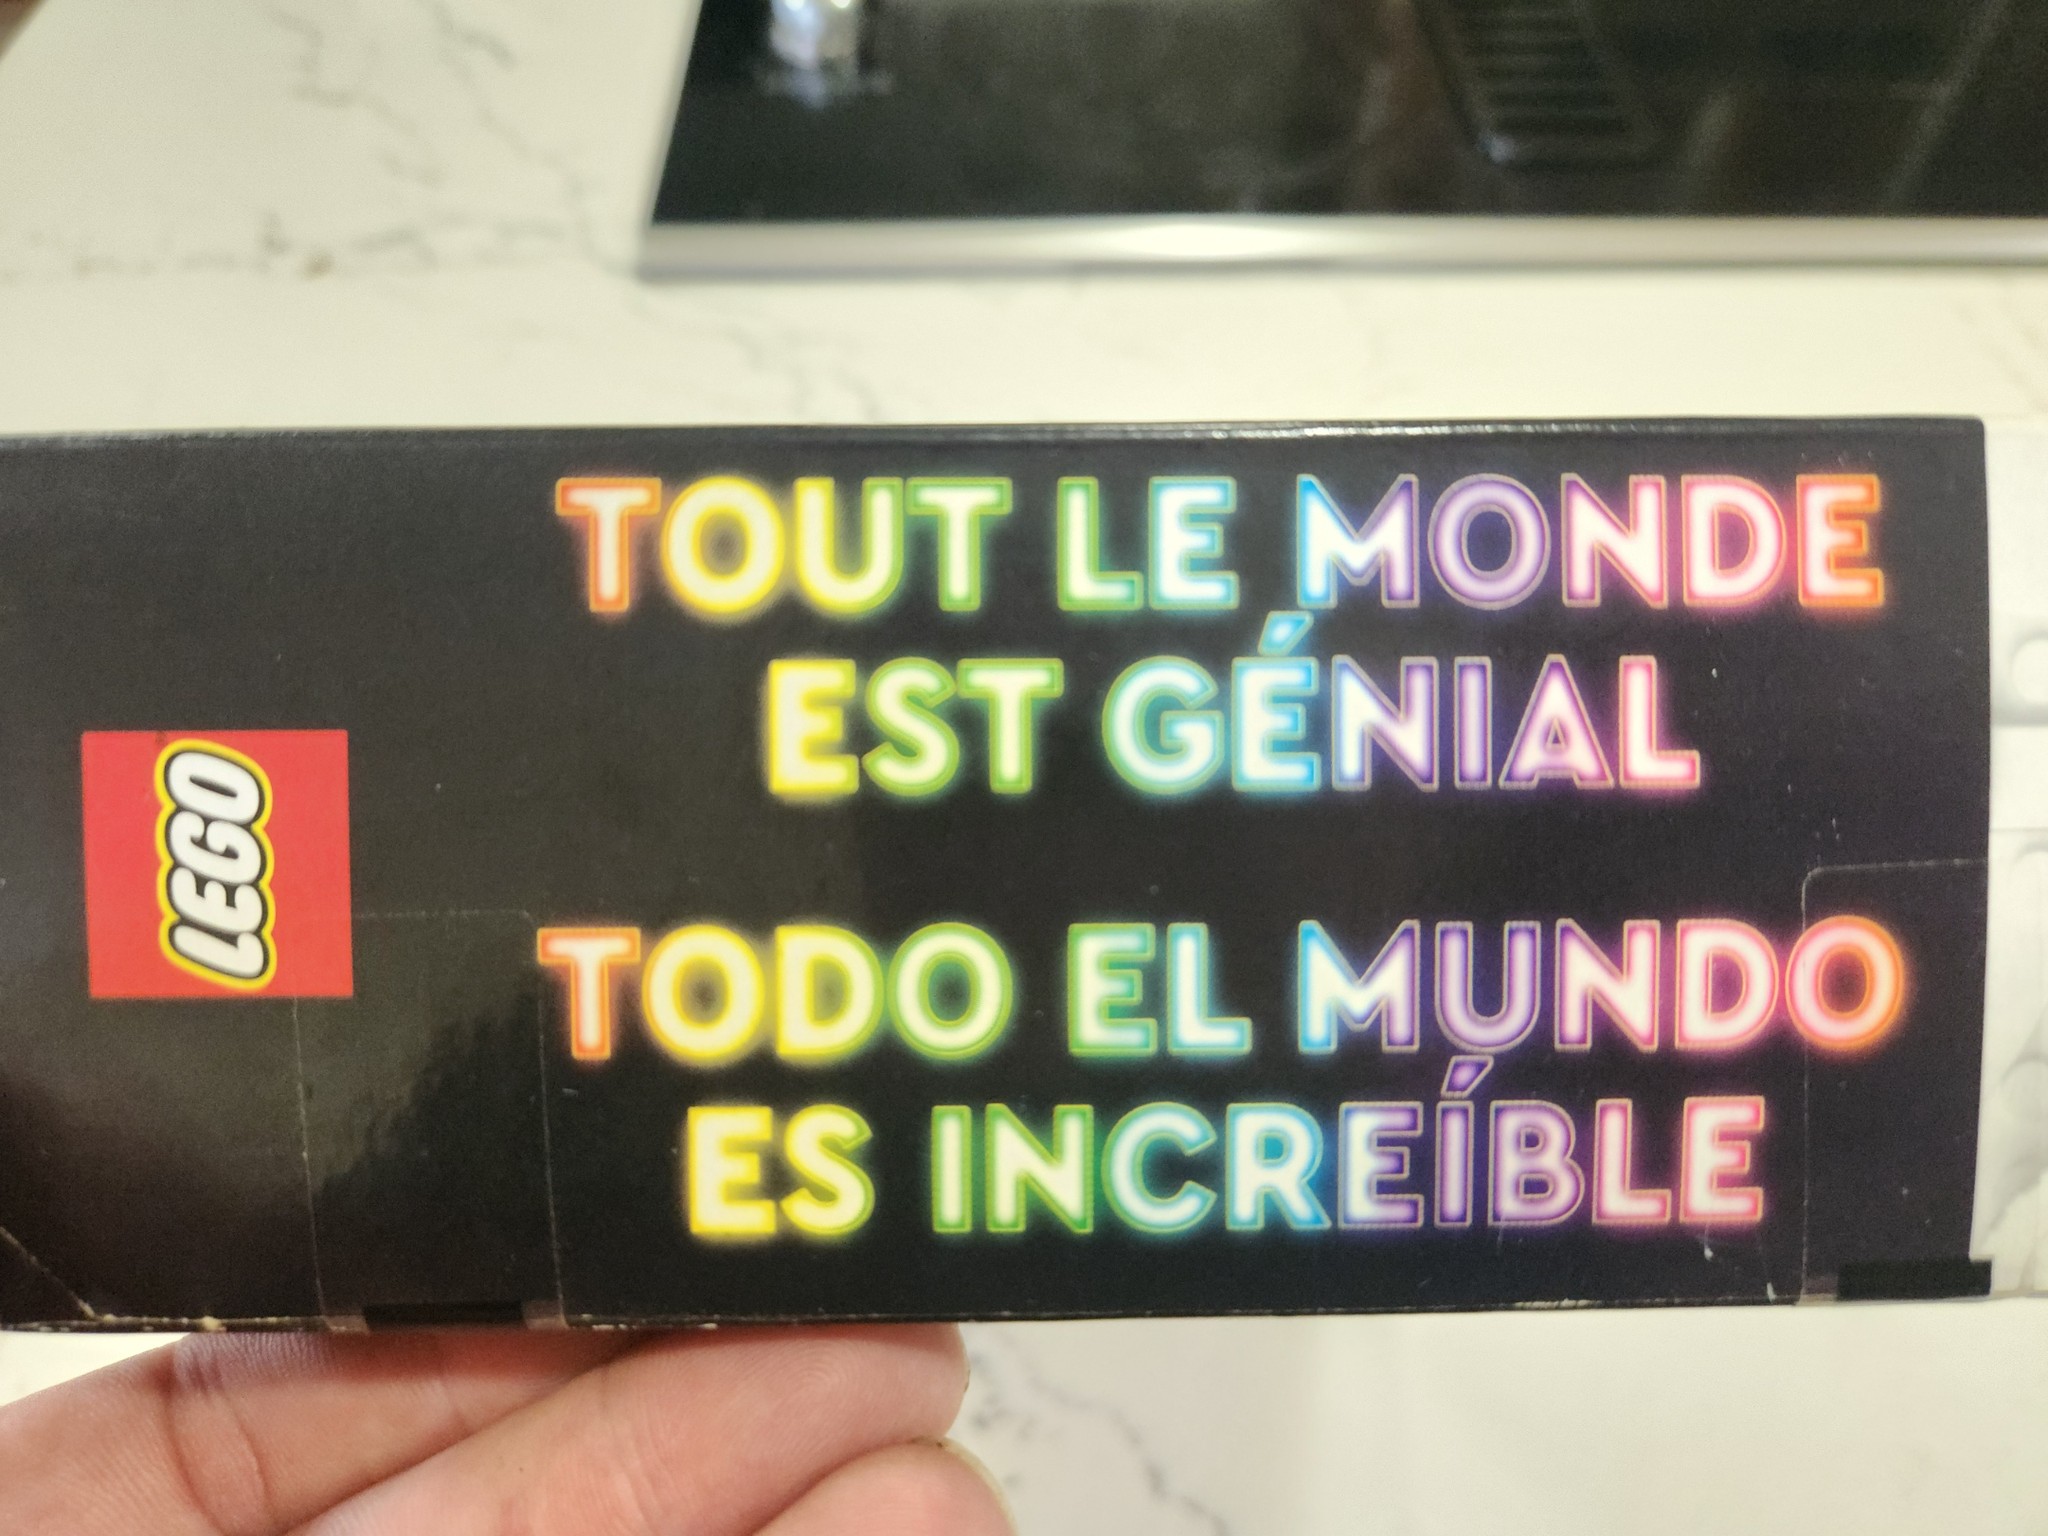 LEGO
TOUT LE MONDE
EST GÉNIAL
TODO EL MUNDO
ES INCREÍBLE